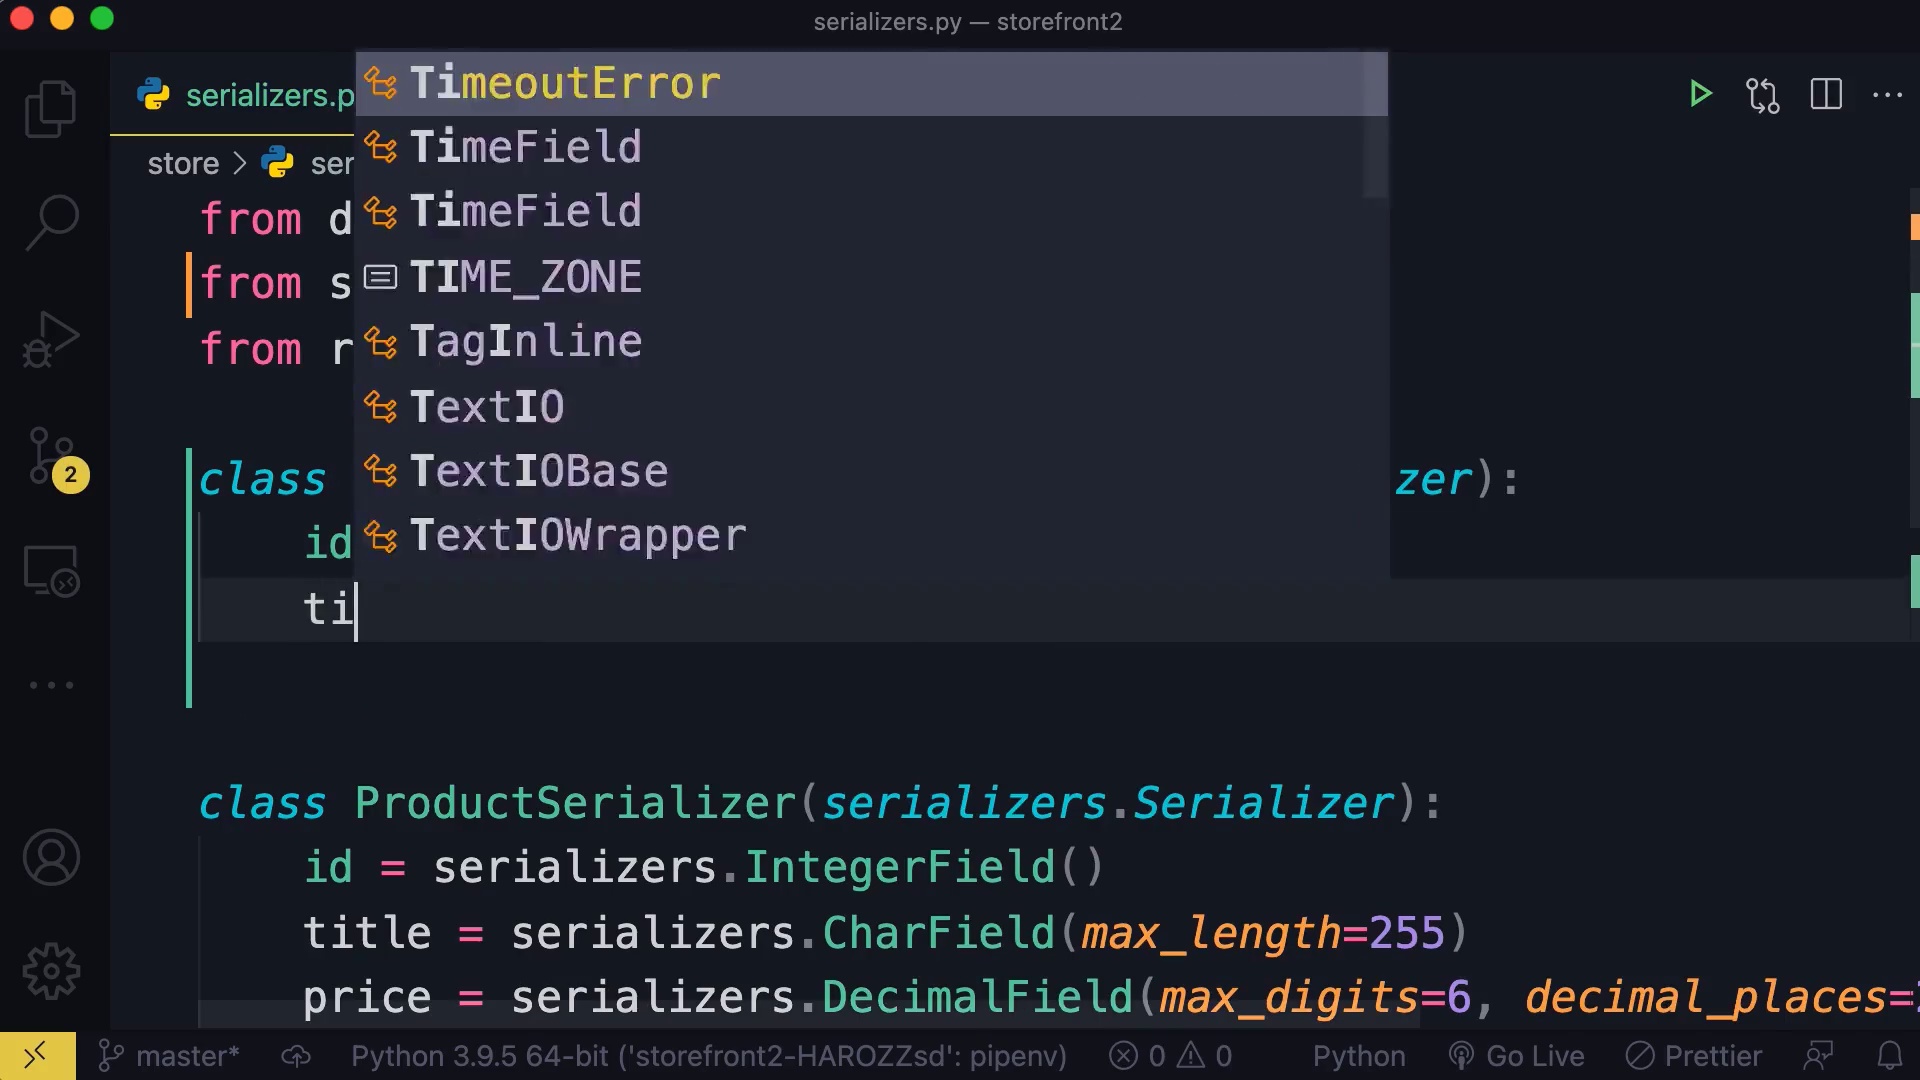 serializers.py — storefront2
serializers.p
store > ser
TimeoutError
TimeField
TimeField
TIME_ZONE
TagInline
TextIO
TextIOBase
TextIOWrapper
from d
from s
from r
class zer):
id
ti
class ProductSerializer(serializers.Serializer):
id = serializers.IntegerField()
title = serializers.CharField(max_length=255)
price = serializers.DecimalField(max_digits=6, decimal_places=
2
master* Python 3.9.5 64-bit ('storefront2-HAROZZsd': pipenv) 0 0 Python Go Live Prettier